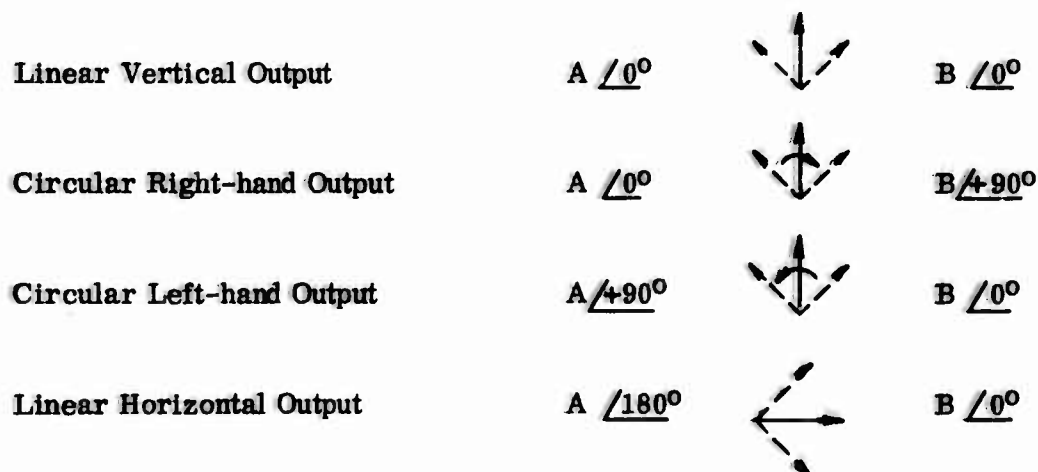 Linear Vertical Output A ∠0° B ∠0°
Circular Right-hand Output A ∠0° B ∠+90°
Circular Left-hand Output A ∠+90° B ∠0°
Linear Horizontal Output A ∠180° B ∠0°